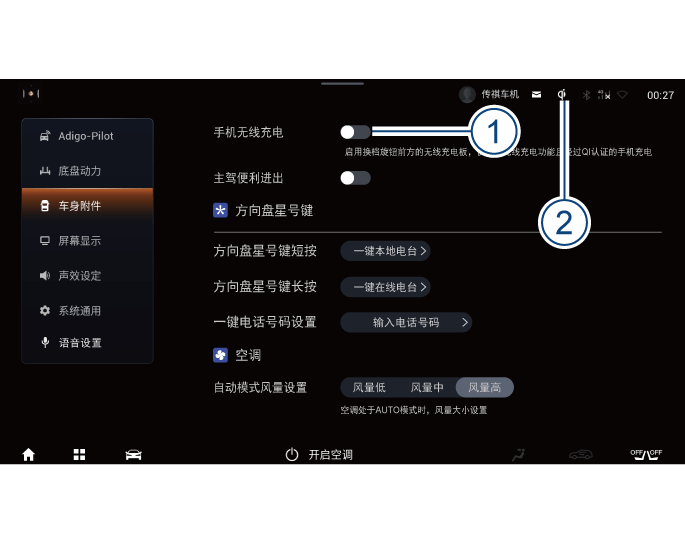 传祺车机 00:27
Adigo-Pilot
底盘动力
车身附件
屏幕显示
声效设定
系统通用
语音设置
手机无线充电
1
启用换档旋钮前方的无线充电板,
充电功能且经过QI认证的手机充电
主驾便利进出
2
方向盘星号键
方向盘星号键短按 一键本地电台 >
方向盘星号键长按 一键在线电台 >
一键电话号码设置 输入电话号码 >
空调
自动模式风量设置 风量低 风量中 风量高
空调处于AUTO模式时，风量大小设置
开启空调
OFF OFF